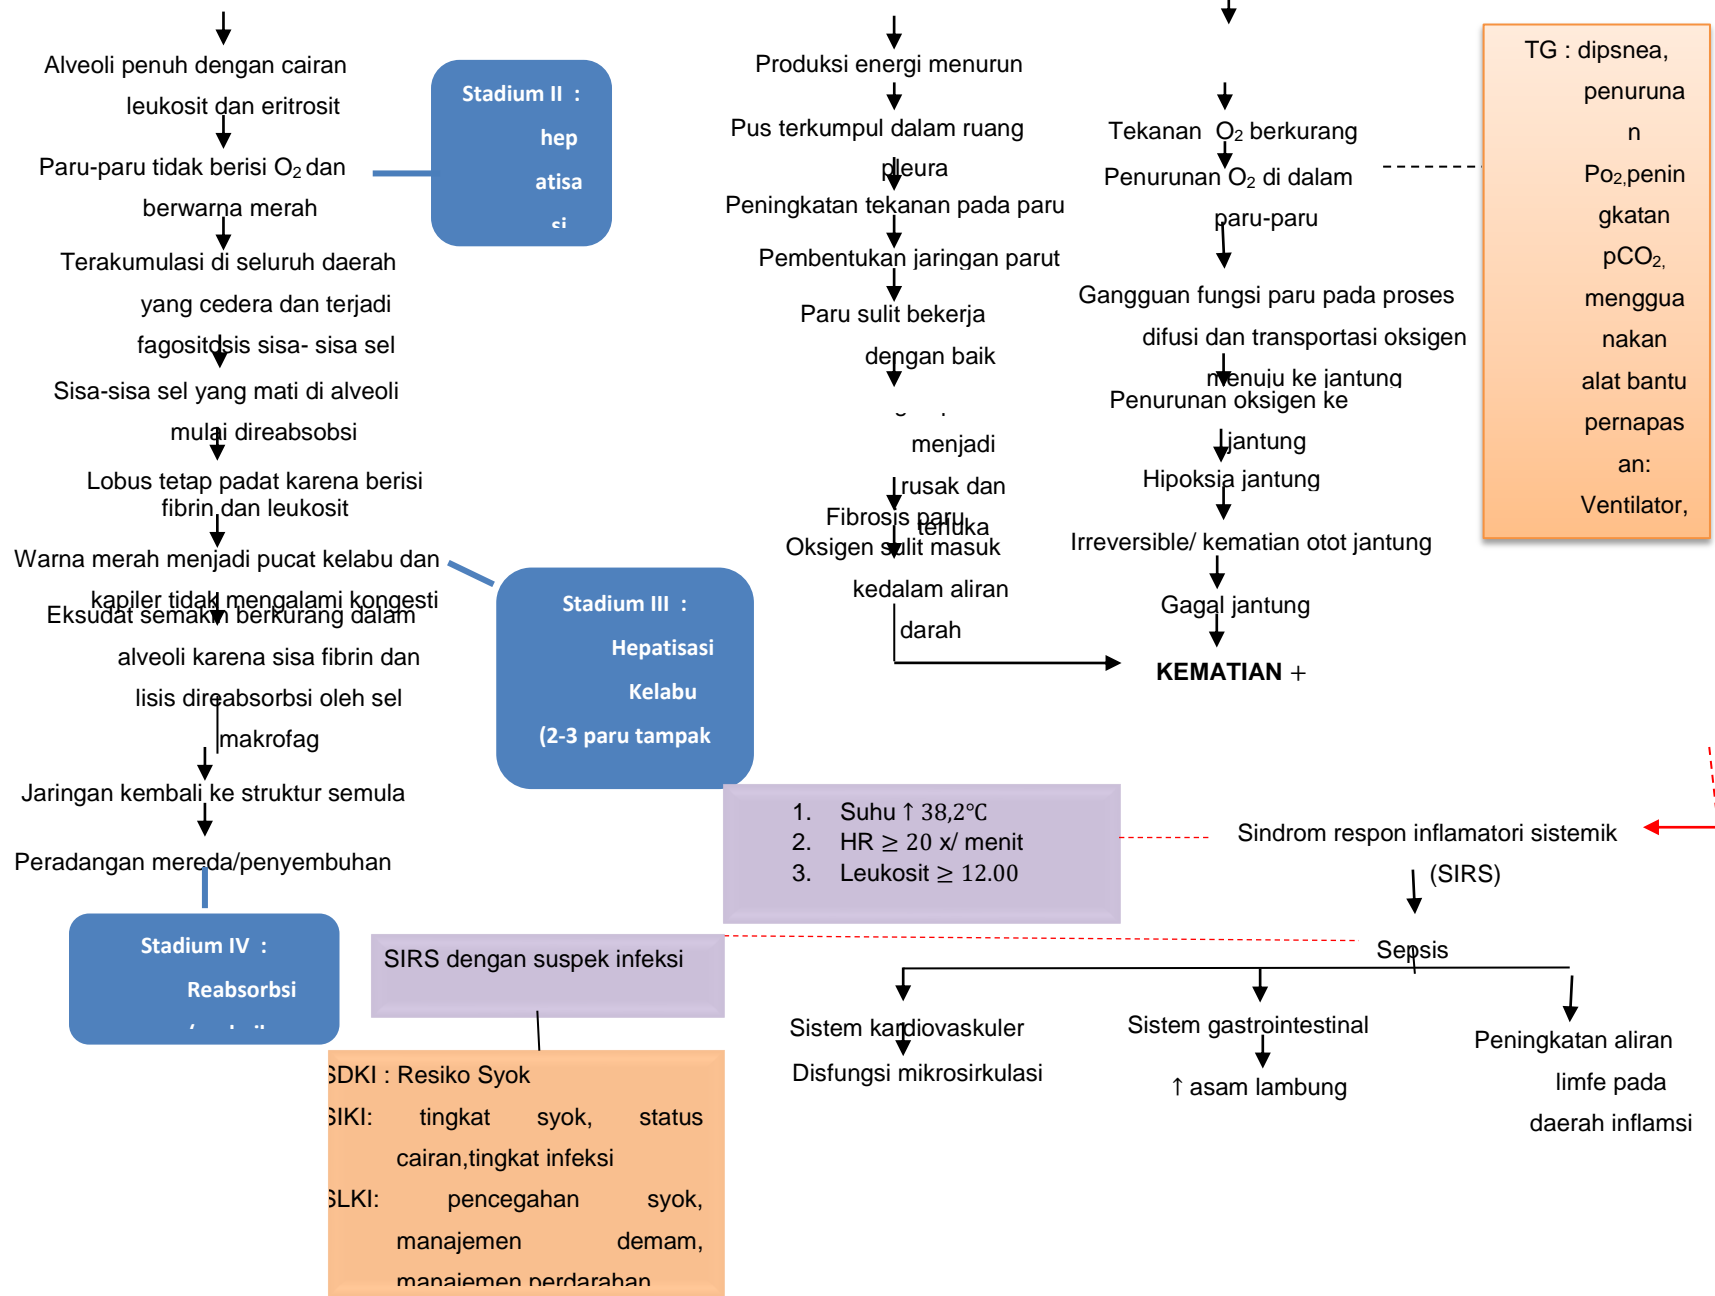 Alveoli penuh dengan cairan
leukosit dan eritrosit
Paru-paru tidak berisi O₂ dan
berwarna merah
Terakumulasi di seluruh daerah
yang cedera dan terjadi
fagositosis sisa- sisa sel
Sisa-sisa sel yang mati di alveoli
mulai direabsobsi
Lobus tetap padat karena berisi
fibrin dan leukosit
Warna merah menjadi pucat kelabu dan
kapiler tidak mengalami kongesti
Eksudat semakin berkurang dalam
alveoli karena sisa fibrin dan
lisis direabsorbsi oleh sel
makrofag
Jaringan kembali ke struktur semula
Peradangan mereda/penyembuhan
Stadium II :
hep
atisa
si
Stadium III :
Hepatisasi
Kelabu
(2-3 paru tampak
Stadium IV :
Reabsorbsi
Produksi energi menurun
Pus terkumpul dalam ruang
pleura
Peningkatan tekanan pada paru
Pembentukan jaringan parut
Paru sulit bekerja
dengan baik
menjadi
rusak dan
terluka
Fibrosis paru
Oksigen sulit masuk
kedalam aliran
darah
Tekanan O₂ berkurang
Penurunan O₂ di dalam
paru-paru
Gangguan fungsi paru pada proses
difusi dan transportasi oksigen
menuju ke jantung
Penurunan oksigen ke
jantung
Hipoksia jantung
Irreversible/ kematian otot jantung
Gagal jantung
KEMATIAN +
TG : dipsnea,
penuruna
n
Po2,penin
gkatan
pCO2,
menggua
nakan
alat bantu
pernapas
an:
Ventilator,
1. Suhu ↑ 38,2℃
2. HR ≥ 20 x/ menit
3. Leukosit ≥ 12.00
Sindrom respon inflamatori sistemik
(SIRS)
Sepsis
SIRS dengan suspek infeksi
SDKI : Resiko Syok
SIKI: tingkat syok, status
cairan,tingkat infeksi
SLKI: pencegahan syok,
manajemen demam,
manajemen perdarahan
Sistem kardiovaskuler
Disfungsi mikrosirkulasi
Sistem gastrointestinal
↑ asam lambung
Peningkatan aliran
limfe pada
daerah inflamsi